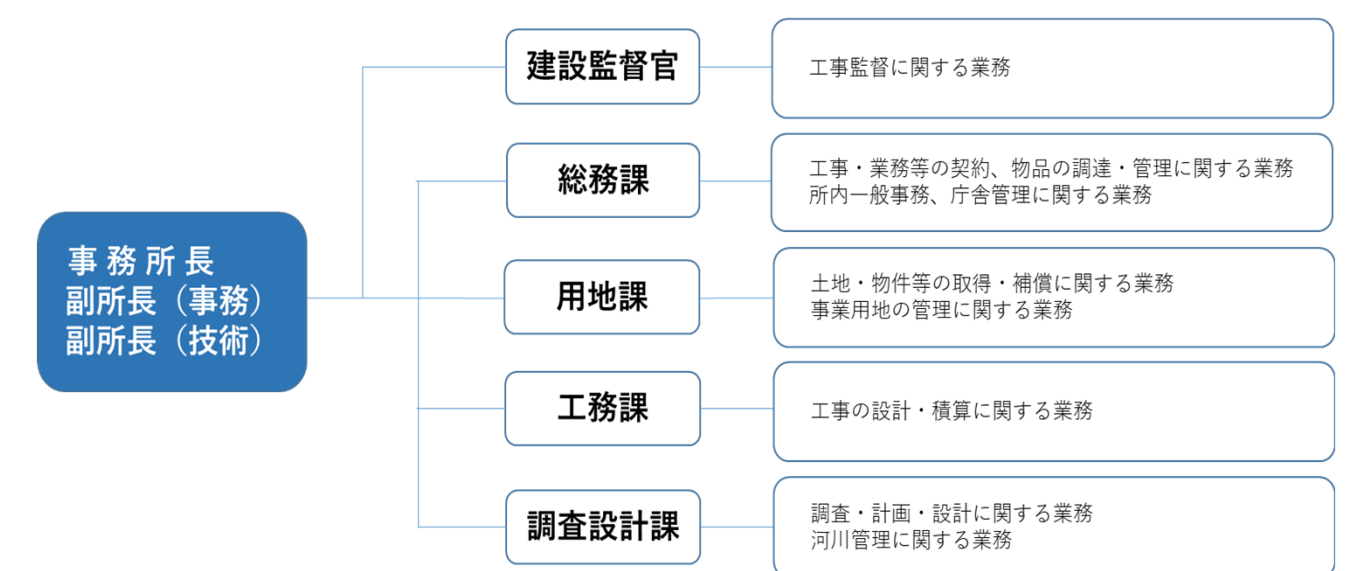 事務所長
副所長（事務）
副所長（技術）
建設監督官
工事監督に関する業務
総務課
工事・業務等の契約、物品の調達・管理に関する業務
所内一般事務、庁舎管理に関する業務
用地課
土地・物件等の取得・補償に関する業務
事業用地の管理に関する業務
工務課
工事の設計・積算に関する業務
調査設計課
調査・計画・設計に関する業務
河川管理に関する業務